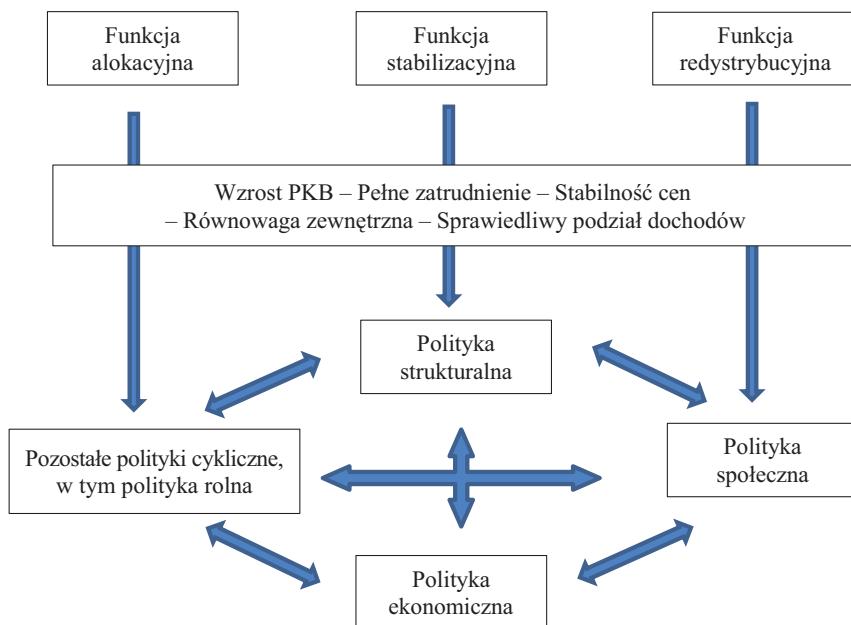 Funkcja
alokacyjna
Funkcja
stabilizacyjna
Funkcja
redystrybucyjna
Wzrost PKB – Pełne zatrudnienie – Stabilność cen
– Równowaga zewnętrzna – Sprawiedliwy podział dochodów
Polityka
strukturalna
Pozostałe polityki cykliczne,
w tym polityka rolna
Polityka
społeczna
Polityka
ekonomiczna